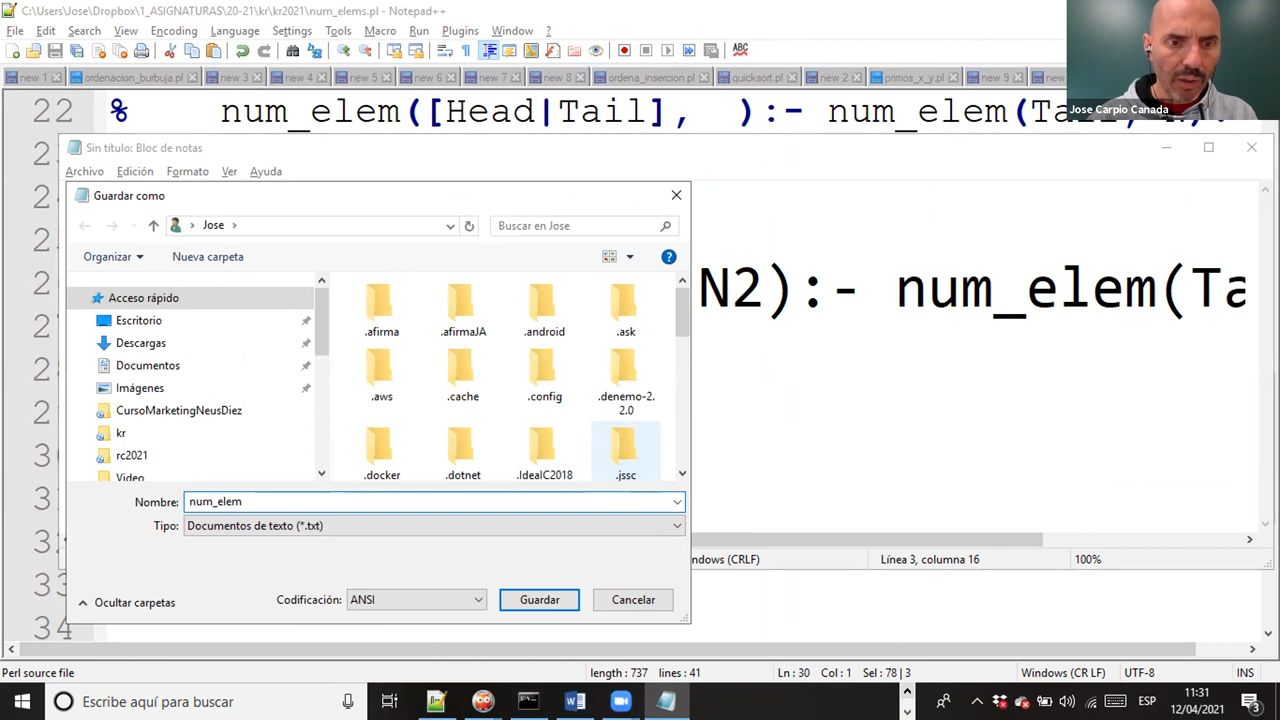 C:\Users\Jose\Dropbox\1_ASIGNATURAS\20-21\kr\kr2021\num_elems.pl - Notepad++
File Edit Search View Encoding Language Settings Tools Macro Run Plugins Window ?
new 1 ordenacion_burbuja.pl new 3 new 4 new 5 new 6 new 7 new 8 ordena_insercion.pl quicksort.pl new 2 primos_x_y.pl new 9 new
Jose Carpio Canada
22 % num_elem([Head|Tail], ):- num_elem(Ta
Sin título: Bloc de notas
Archivo Edición Formato Ver Ayuda
Guardar como
Jose
Buscar en Jose
Organizar Nueva carpeta
Acceso rápido
Escritorio
Descargas
Documentos
Imágenes
CursoMarketingNeusDiez
kr
rc2021
Video
.afirma .afirmaJA .android .ask
.aws .cache .config .denemo-2.
2.0
.docker .dotnet .IdeaIC2018 .jssc
N2):- num_elem(Ta
Nombre: num_elem
Tipo: Documentos de texto (*.txt)
Ocultar carpetas Codificación: ANSI Guardar Cancelar
ndows (CRLF) Línea 3, columna 16 100%
33
34
Perl source file length : 737 lines : 41 Ln : 30 Col : 1 Sel : 78 | 3 Windows (CR LF) UTF-8 INS
Escribe aquí para buscar
ESP
11:31
12/04/2021
3